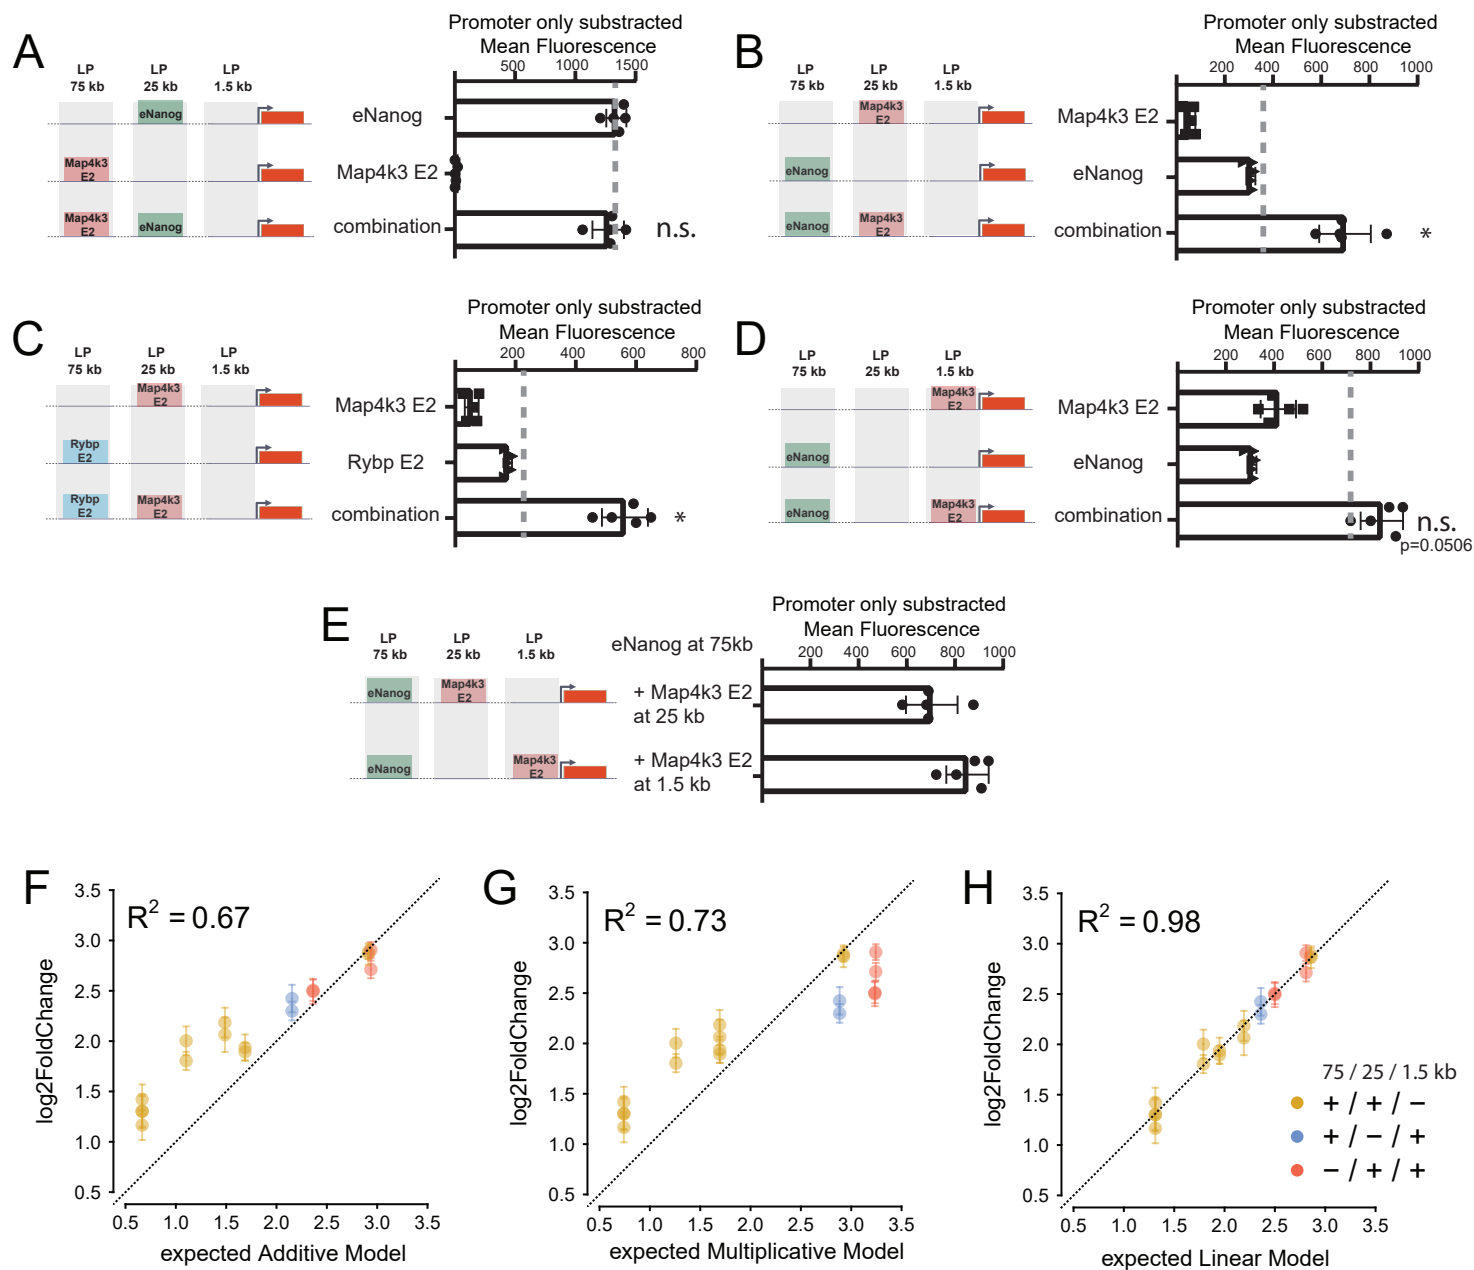 A
Promoter only substracted
Mean Fluorescence
500 1000 1500
LP LP LP
75 kb 25 kb 1.5 kb
eNanog
eNanog
Map4k3
E2
Map4k3 E2
Map4k3
E2
eNanog
combination
n.s.
B
Promoter only substracted
Mean Fluorescence
200 400 600 800 1000
LP LP LP
75 kb 25 kb 1.5 kb
Map4k3
E2
Map4k3 E2
eNanog
eNanog
eNanog
Map4k3
E2
combination
*
C
Promoter only substracted
Mean Fluorescence
200 400 600 800
LP LP LP
75 kb 25 kb 1.5 kb
Map4k3
E2
Map4k3 E2
Rybp
E2
Rybp E2
Rybp
E2
Map4k3
E2
combination
*
D
Promoter only substracted
Mean Fluorescence
200 400 600 800 1000
LP LP LP
75 kb 25 kb 1.5 kb
Map4k3
E2
Map4k3 E2
eNanog
eNanog
eNanog
Map4k3
E2
combination
n.s.
p=0.0506
E
Promoter only substracted
Mean Fluorescence
200 400 600 800 1000
LP LP LP
75 kb 25 kb 1.5 kb
eNanog at 75kb
eNanog
Map4k3
E2
+ Map4k3 E2
at 25 kb
eNanog
Map4k3
E2
+ Map4k3 E2
at 1.5 kb
F
R² = 0.67
log2FoldChange
3.5
3.0
2.5
2.0
1.5
1.0
0.5
0.5 1.0 1.5 2.0 2.5 3.0 3.5
expected Additive Model
G
R² = 0.73
log2FoldChange
3.5
3.0
2.5
2.0
1.5
1.0
0.5
0.5 1.0 1.5 2.0 2.5 3.0 3.5
expected Multiplicative Model
H
R² = 0.98
log2FoldChange
3.5
3.0
2.5
2.0
1.5
1.0
0.5
0.5 1.0 1.5 2.0 2.5 3.0 3.5
expected Linear Model
75 / 25 / 1.5 kb
+ / + / −
+ / − / +
− / + / +